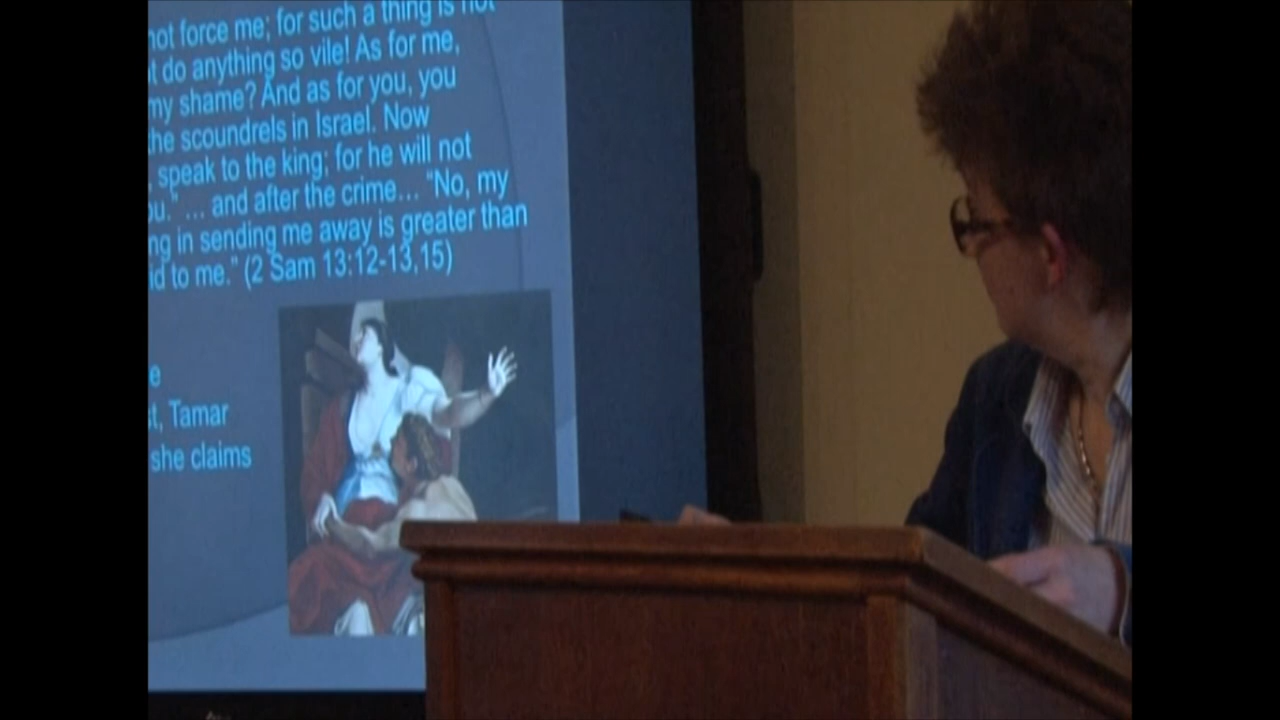 not force me; for such a thing is not
do anything so vile! As for me,
my shame? And as for you, you
the scoundrels in Israel. Now
, speak to the king; for he will not
ou.” ... and after the crime... “No, my
ng in sending me away is greater than
id to me.” (2 Sam 13:12-13,15)
e
st, Tamar
she claims